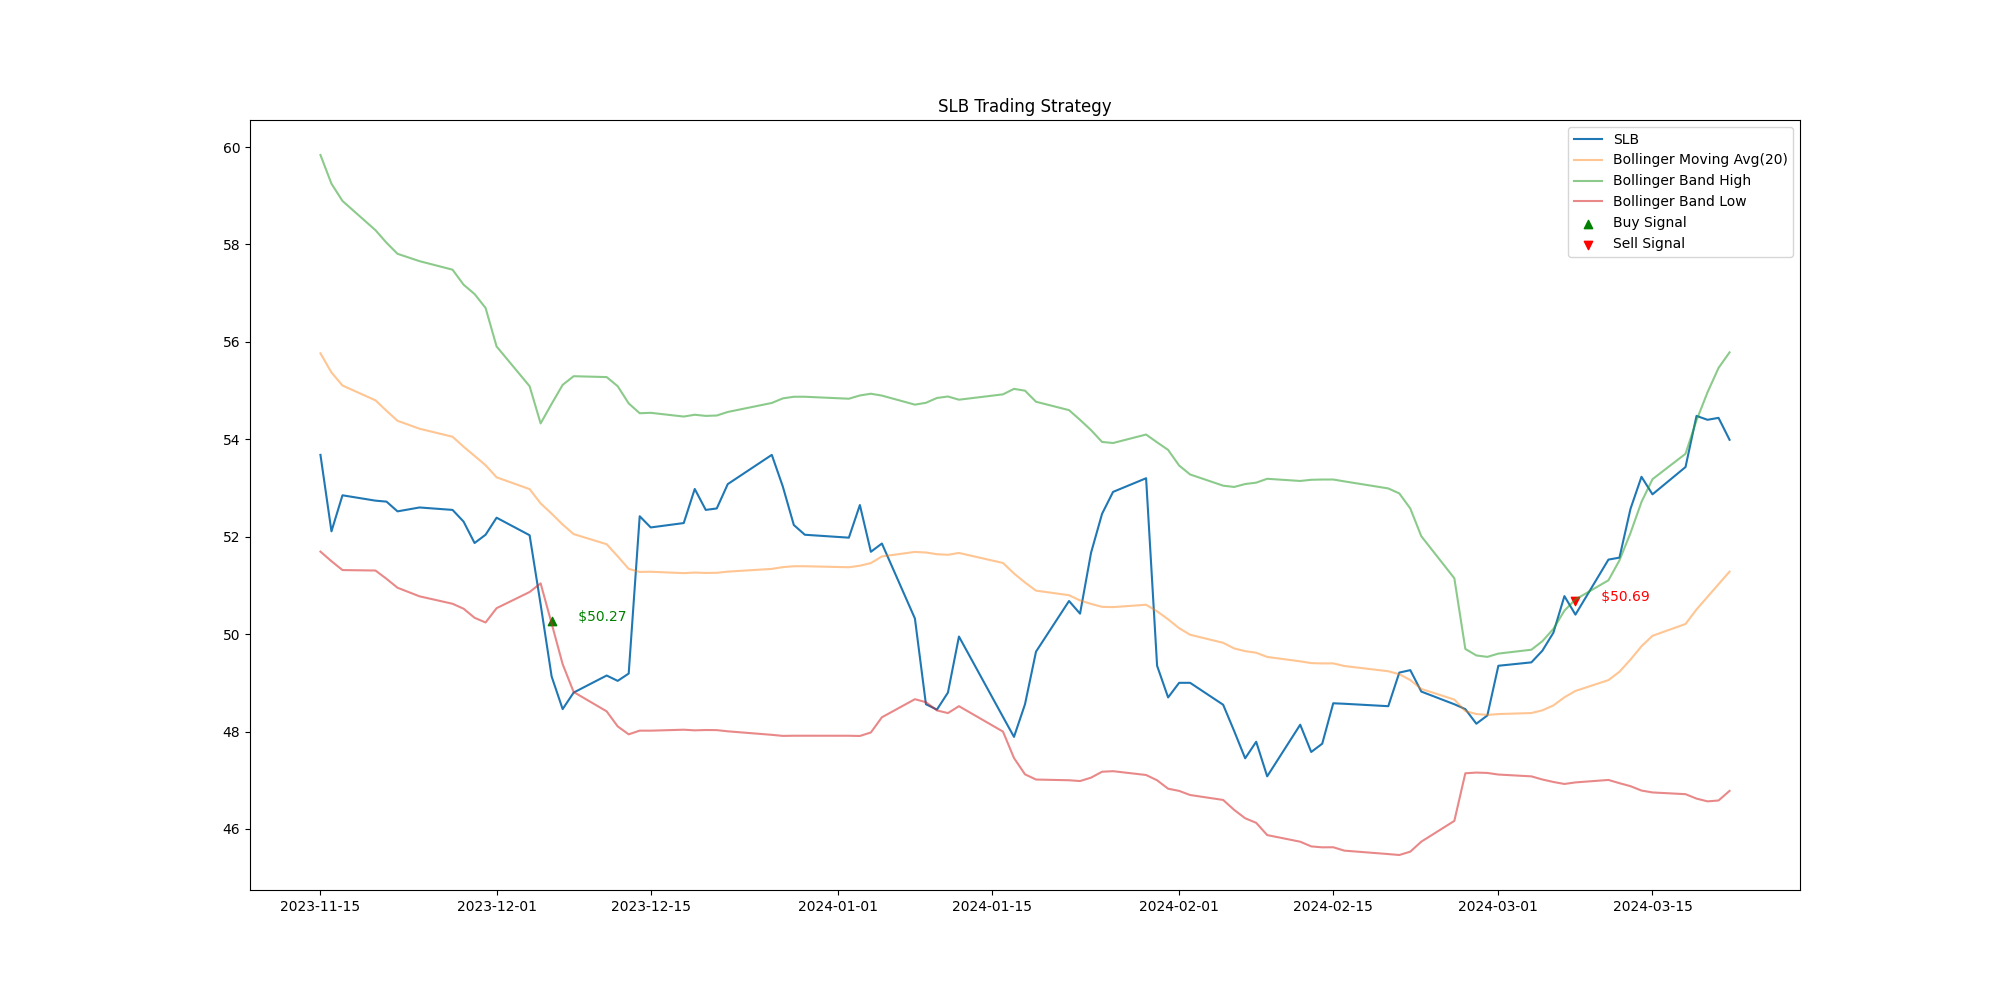 SLB Trading Strategy
SLB
Bollinger Moving Avg(20)
Bollinger Band High
Bollinger Band Low
Buy Signal
Sell Signal
60
58
56
54
52
50
48
46
$50.27
$50.69
2023-11-15
2023-12-01
2023-12-15
2024-01-01
2024-01-15
2024-02-01
2024-02-15
2024-03-01
2024-03-15